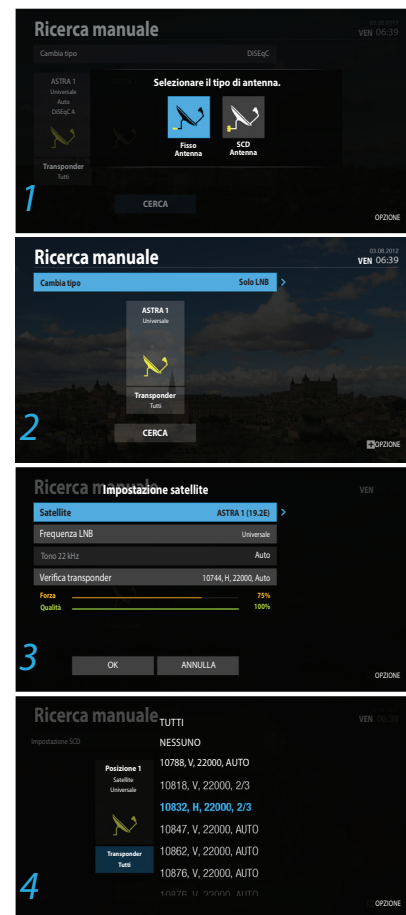 Ricerca manuale
03.08.2012
VEN 06:39
Cambia tipo DiSEqC
ASTRA 1
Universale
Auto
DiSEqC A
Selezionare il tipo di antenna.
Fisso
Antenna
SCD
Antenna
Transponder
Tutti
CERCA
1
OPZIONE
Ricerca manuale
03.08.2012
VEN 06:39
Cambia tipo Solo LNB >
ASTRA 1
Universale
Transponder
Tutti
CERCA
2
+OPZIONE
Ricerca m
Impostazione satellite
VEN
Satellite ASTRA 1 (19.2E) >
Frequenza LNB Universale
Tono 22 kHz Auto
Verifica transponder 10744, H, 22000, Auto
Forza 75%
Qualità 100%
OK ANNULLA
3
OPZIONE
Ricerca manuale
VEN 06:39
Impostazione SCD
TUTTI
NESSUNO
Posizione 1
Satellite
Universale
Transponder
Tutti
10788, V, 22000, AUTO
10818, V, 22000, 2/3
10832, H, 22000, 2/3
10847, V, 22000, AUTO
10862, V, 22000, AUTO
10876, V, 22000, AUTO
10876, V, 22000, AUTO
4
OPZIONE